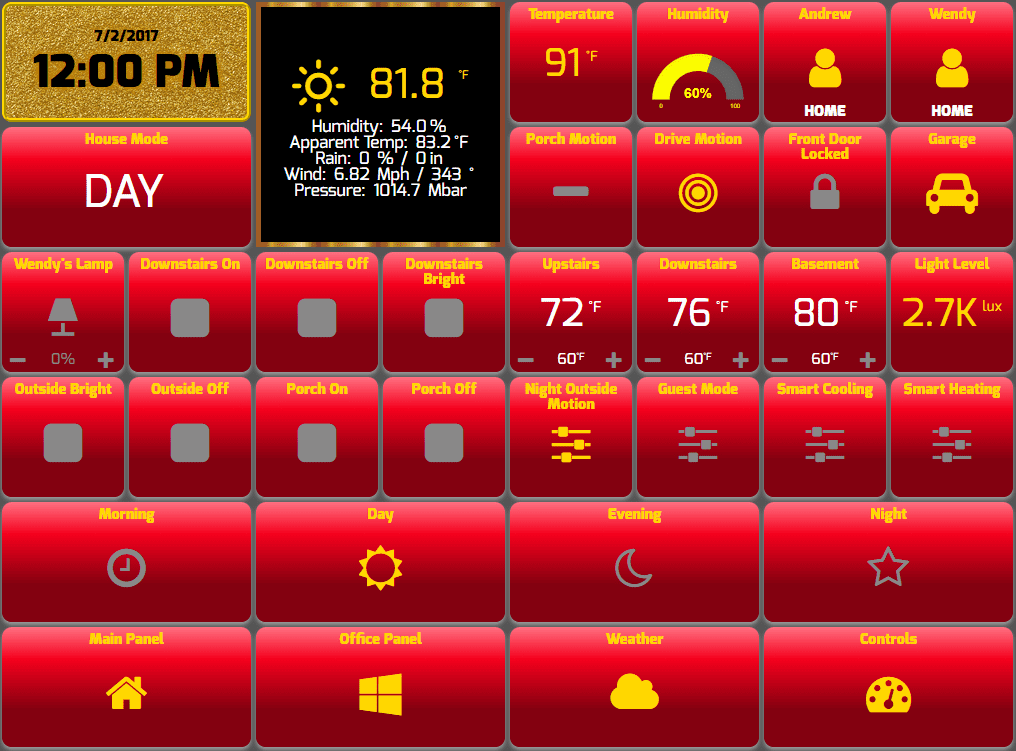 7/2/2017
12:00 PM
81.8 °F
Humidity: 54.0 %
Apparent Temp: 83.2 °F
Rain: 0 % / 0 in
Wind: 6.82 Mph / 343 °
Pressure: 1014.7 Mbar
Temperature
91 °F
Humidity
60%
0 100
Andrew
HOME
Wendy
HOME
House Mode
DAY
Porch Motion
Drive Motion
Front Door
Locked
Garage
Wendy's Lamp
− 0% +
Downstairs On
Downstairs Off
Downstairs
Bright
Upstairs
72 °F
− 60°F +
Downstairs
76 °F
− 60°F +
Basement
80 °F
− 60°F +
Light Level
2.7K lux
Outside Bright
Outside Off
Porch On
Porch Off
Night Outside
Motion
Guest Mode
Smart Cooling
Smart Heating
Morning
Day
Evening
Night
Main Panel
Office Panel
Weather
Controls